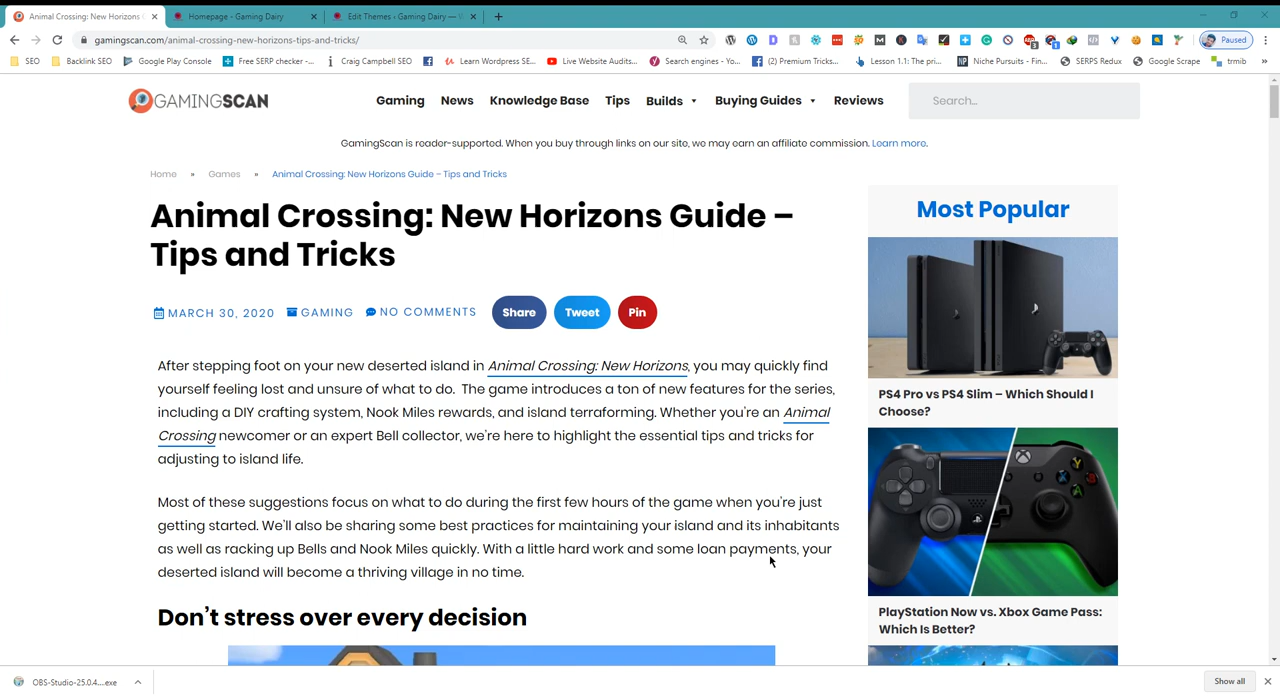 Animal Crossing: New Horizons G
Homepage - Gaming Dairy
Edit Themes ‹ Gaming Dairy — W
gamingscan.com/animal-crossing-new-horizons-tips-and-tricks/
Paused
SEO
Backlink SEO
Google Play Console
Free SERP checker -...
Craig Campbell SEO
Learn Wordpress SE...
Live Website Audits...
Search engines - Yo...
(2) Premium Tricks...
Lesson 1.1: The pri...
Niche Pursuits - Fin...
SERPS Redux
Google Scrape
trmib
GAMINGSCAN
Gaming
News
Knowledge Base
Tips
Builds
Buying Guides
Reviews
Search...
GamingScan is reader-supported. When you buy through links on our site, we may earn an affiliate commission. Learn more.
Home » Games » Animal Crossing: New Horizons Guide – Tips and Tricks
Animal Crossing: New Horizons Guide –
Tips and Tricks
MARCH 30, 2020
GAMING
NO COMMENTS
Share
Tweet
Pin
After stepping foot on your new deserted island in Animal Crossing: New Horizons, you may quickly find
yourself feeling lost and unsure of what to do. The game introduces a ton of new features for the series,
including a DIY crafting system, Nook Miles rewards, and island terraforming. Whether you're an Animal
Crossing newcomer or an expert Bell collector, we're here to highlight the essential tips and tricks for
adjusting to island life.
Most of these suggestions focus on what to do during the first few hours of the game when you're just
getting started. We'll also be sharing some best practices for maintaining your island and its inhabitants
as well as racking up Bells and Nook Miles quickly. With a little hard work and some loan payments, your
deserted island will become a thriving village in no time.
Don't stress over every decision
Most Popular
PS4 Pro vs PS4 Slim – Which Should I
Choose?
PlayStation Now vs. Xbox Game Pass:
Which Is Better?
OBS-Studio-25.0.4....exe
Show all